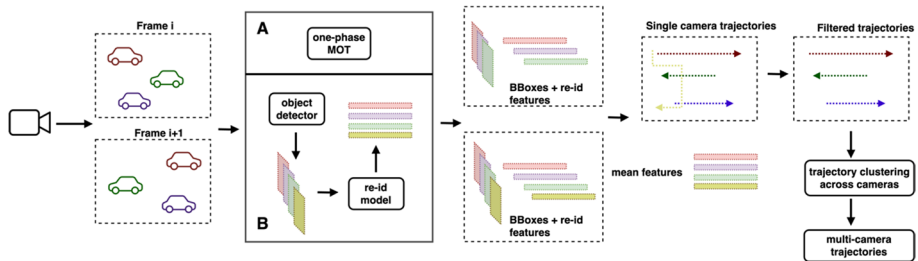 Frame i
Frame i+1
A
one-phase
MOT
object
detector
re-id
model
B
BBoxes + re-id
features
BBoxes + re-id
features
Single camera trajectories
mean features
Filtered trajectories
trajectory clustering
across cameras
multi-camera
trajectories